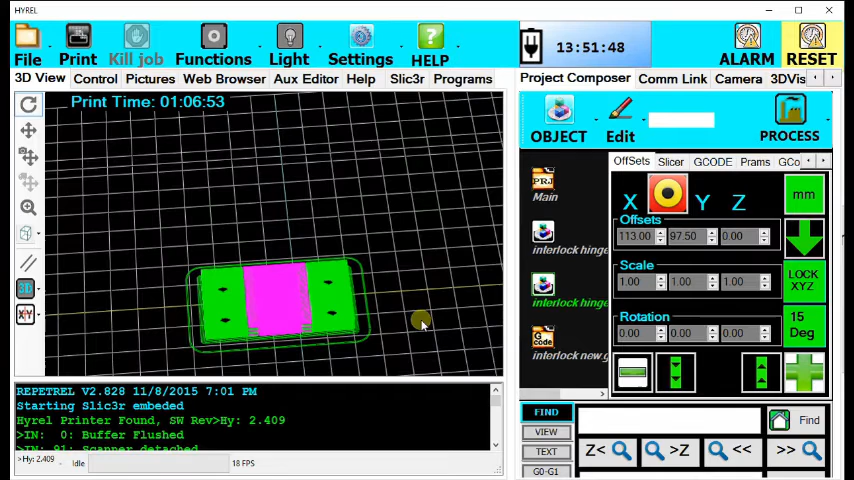 HYREL
File
Print
Kill job
Functions
Light
Settings
?
HELP
13:51:48
ALARM
RESET
3D View
Control
Pictures
Web Browser
Aux Editor
Help
Slic3r
Programs
Project Composer
Comm Link
Camera
3DVis
Print Time: 01:06:53
OBJECT
Edit
PROCESS
OffSets
Slicer
GCODE
Prams
GCo
PRJ
Main
interlock hinge
interlock hinge
G code
interlock new g
X
Y
Z
mm
Offsets
113.00
97.50
0.00
Scale
1.00
1.00
1.00
LOCK
XYZ
Rotation
0.00
0.00
0.00
15
Deg
REPETREL V2.828 11/8/2015 7:01 PM
Starting Slic3r embeded
Hyrel Printer Found, SW Rev>Hy: 2.409
>IN: 0: Buffer Flushed
>IN: 91: Scanner detached
>Hy: 2.409
Idle
18 FPS
FIND
VIEW
TEXT
G0-G1
Find
Z<
>Z
<<
>>